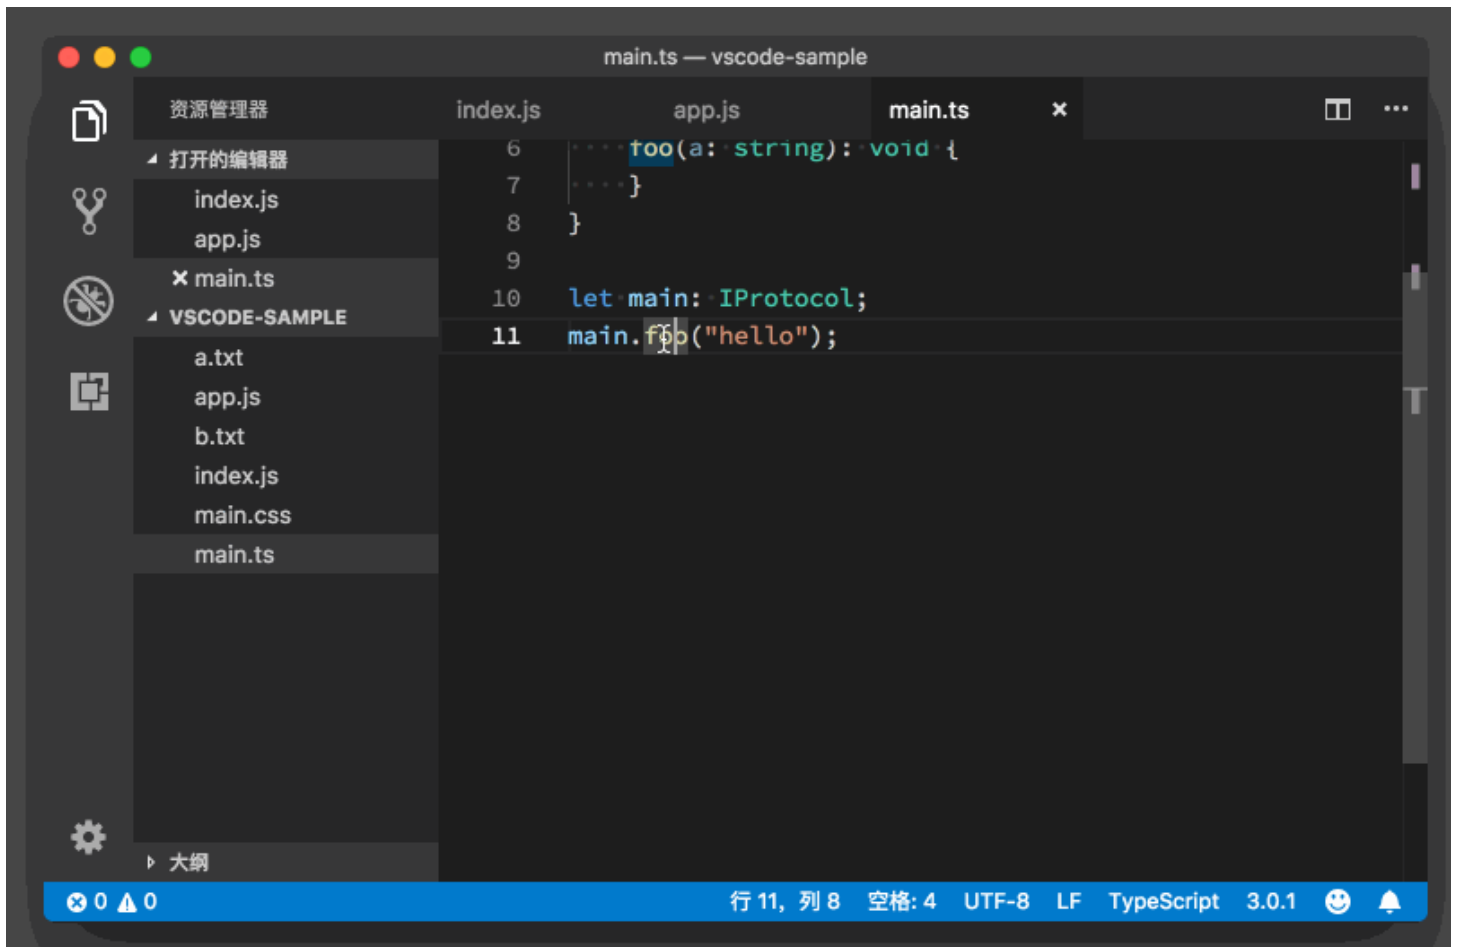 main.ts — vscode-sample
资源管理器
index.js app.js main.ts
打开的编辑器
index.js
app.js
main.ts
VSCODE-SAMPLE
a.txt
app.js
b.txt
index.js
main.css
main.ts
大纲
6 ····foo(a:·string):·void·{
7 ····}
8 }
9
10 let·main:·IProtocol;
11 main.foo("hello");
0 0 行 11，列 8 空格: 4 UTF-8 LF TypeScript 3.0.1